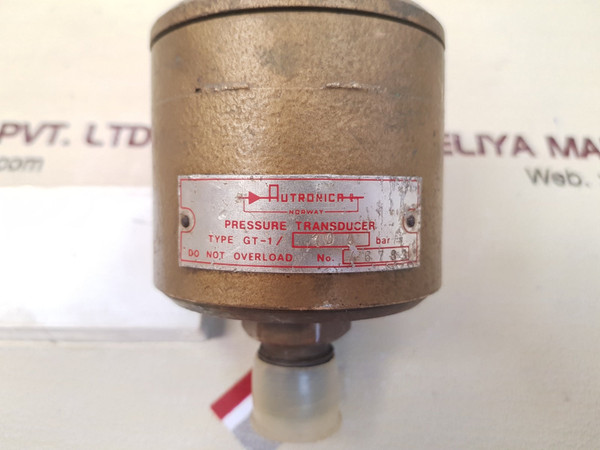 PVT. LTD
com
ELIYA MA
Web.
AUTRONICA
NORWAY
PRESSURE TRANSDUCER
TYPE GT-1/ bar
DO NOT OVERLOAD No.